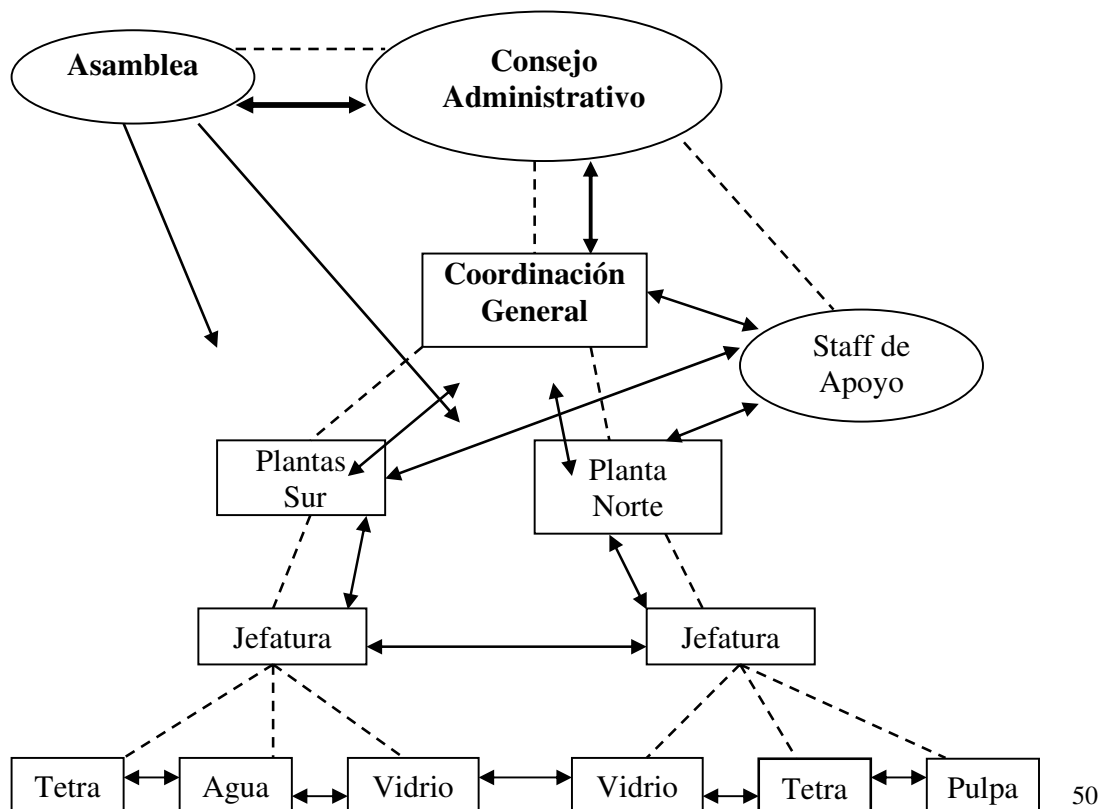 Asamblea
Consejo
Administrativo
Coordinación
General
Staff de
Apoyo
Plantas
Sur
Planta
Norte
Jefatura
Jefatura
Tetra
Agua
Vidrio
Vidrio
Tetra
Pulpa
50